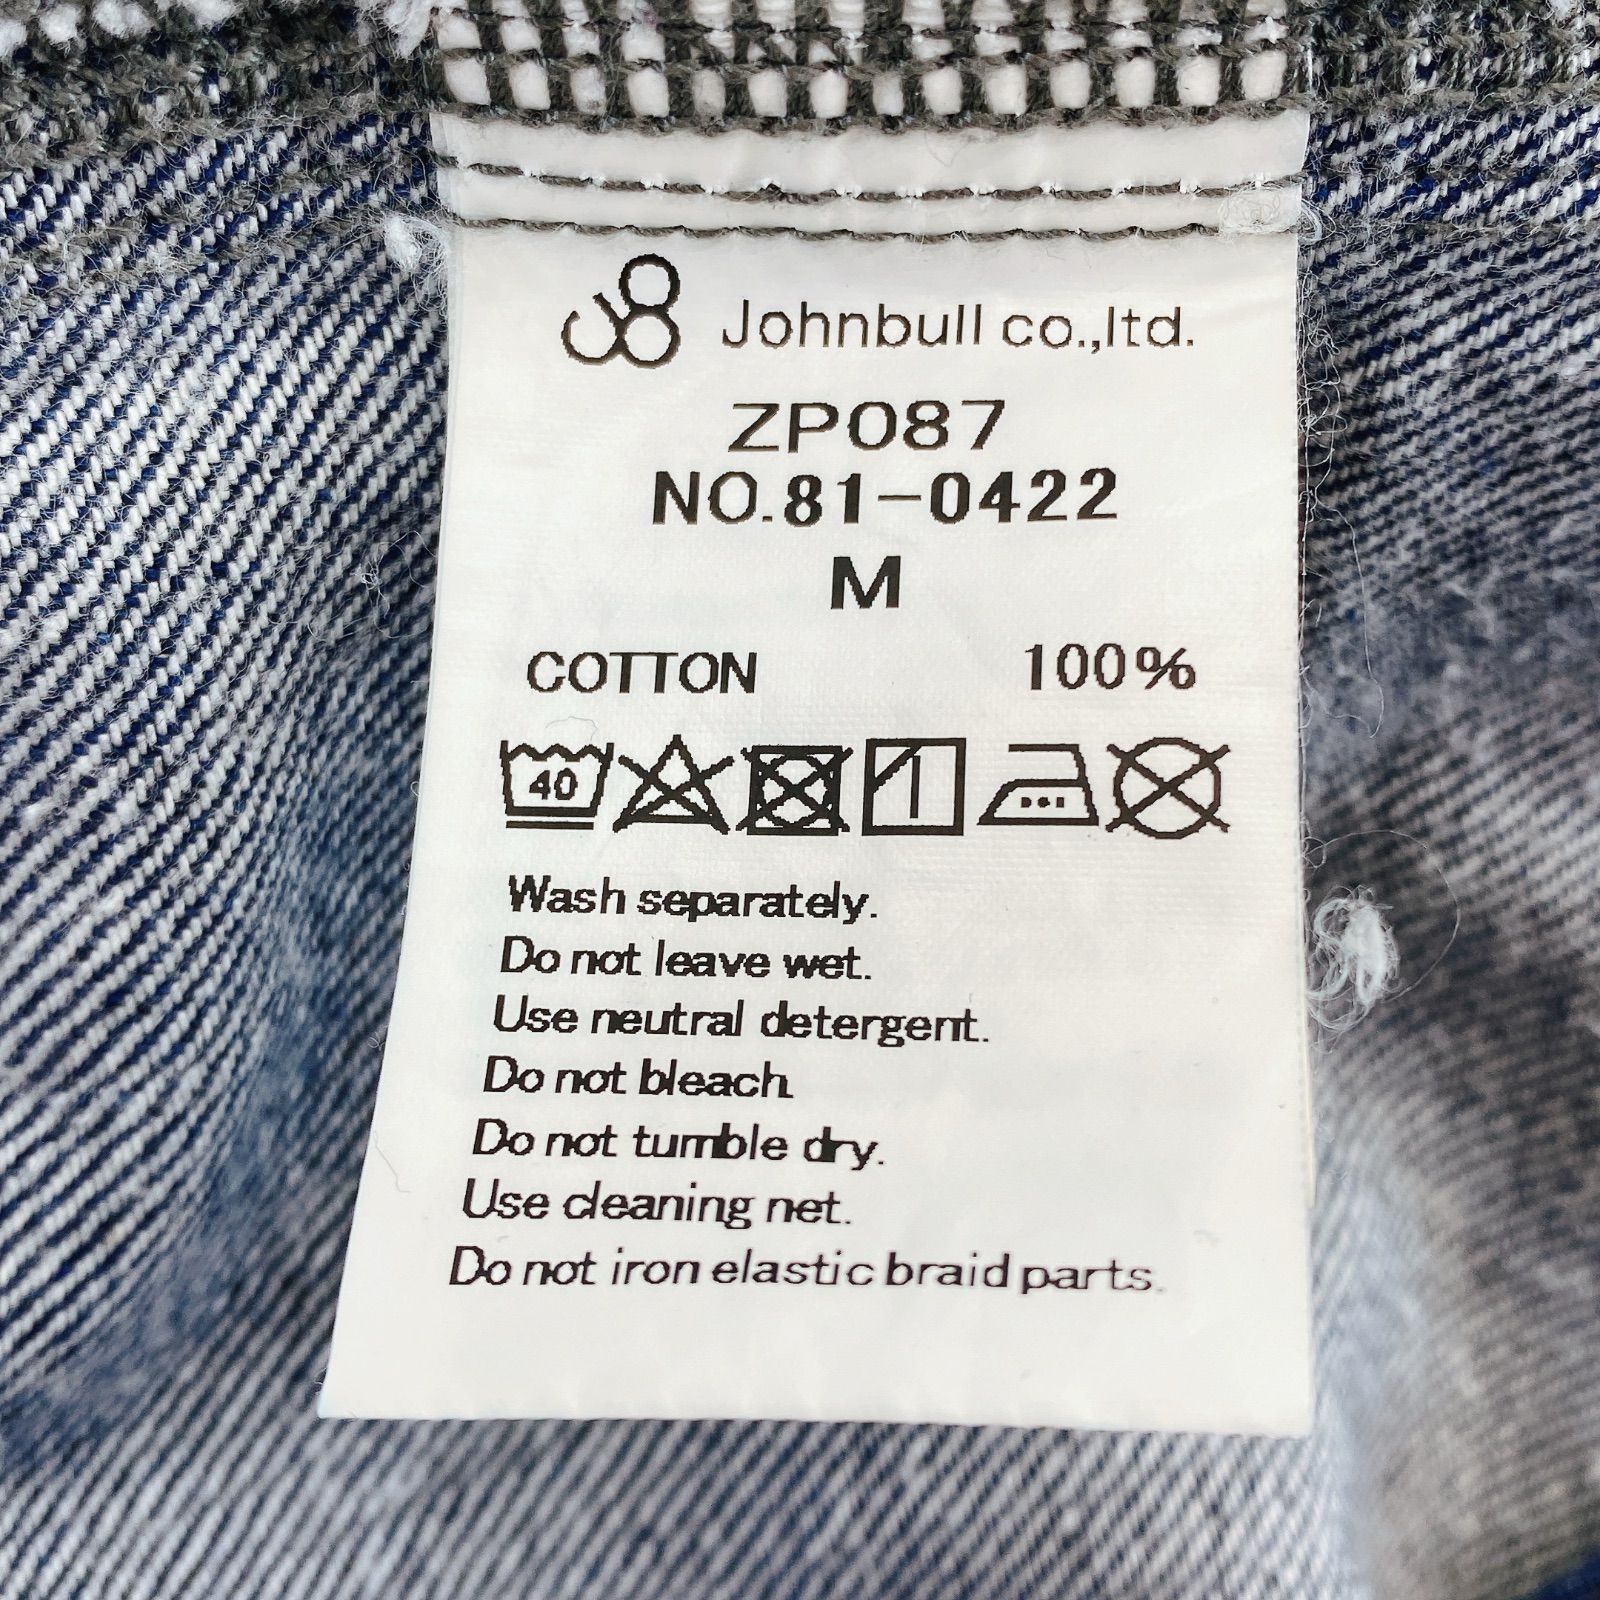 Johnbull co.,ltd.
ZP087
NO.81-0422
M
COTTON 100%
40
Wash separately.
Do not leave wet.
Use neutral detergent.
Do not bleach.
Do not tumble dry.
Use cleaning net.
Do not iron elastic braid parts.